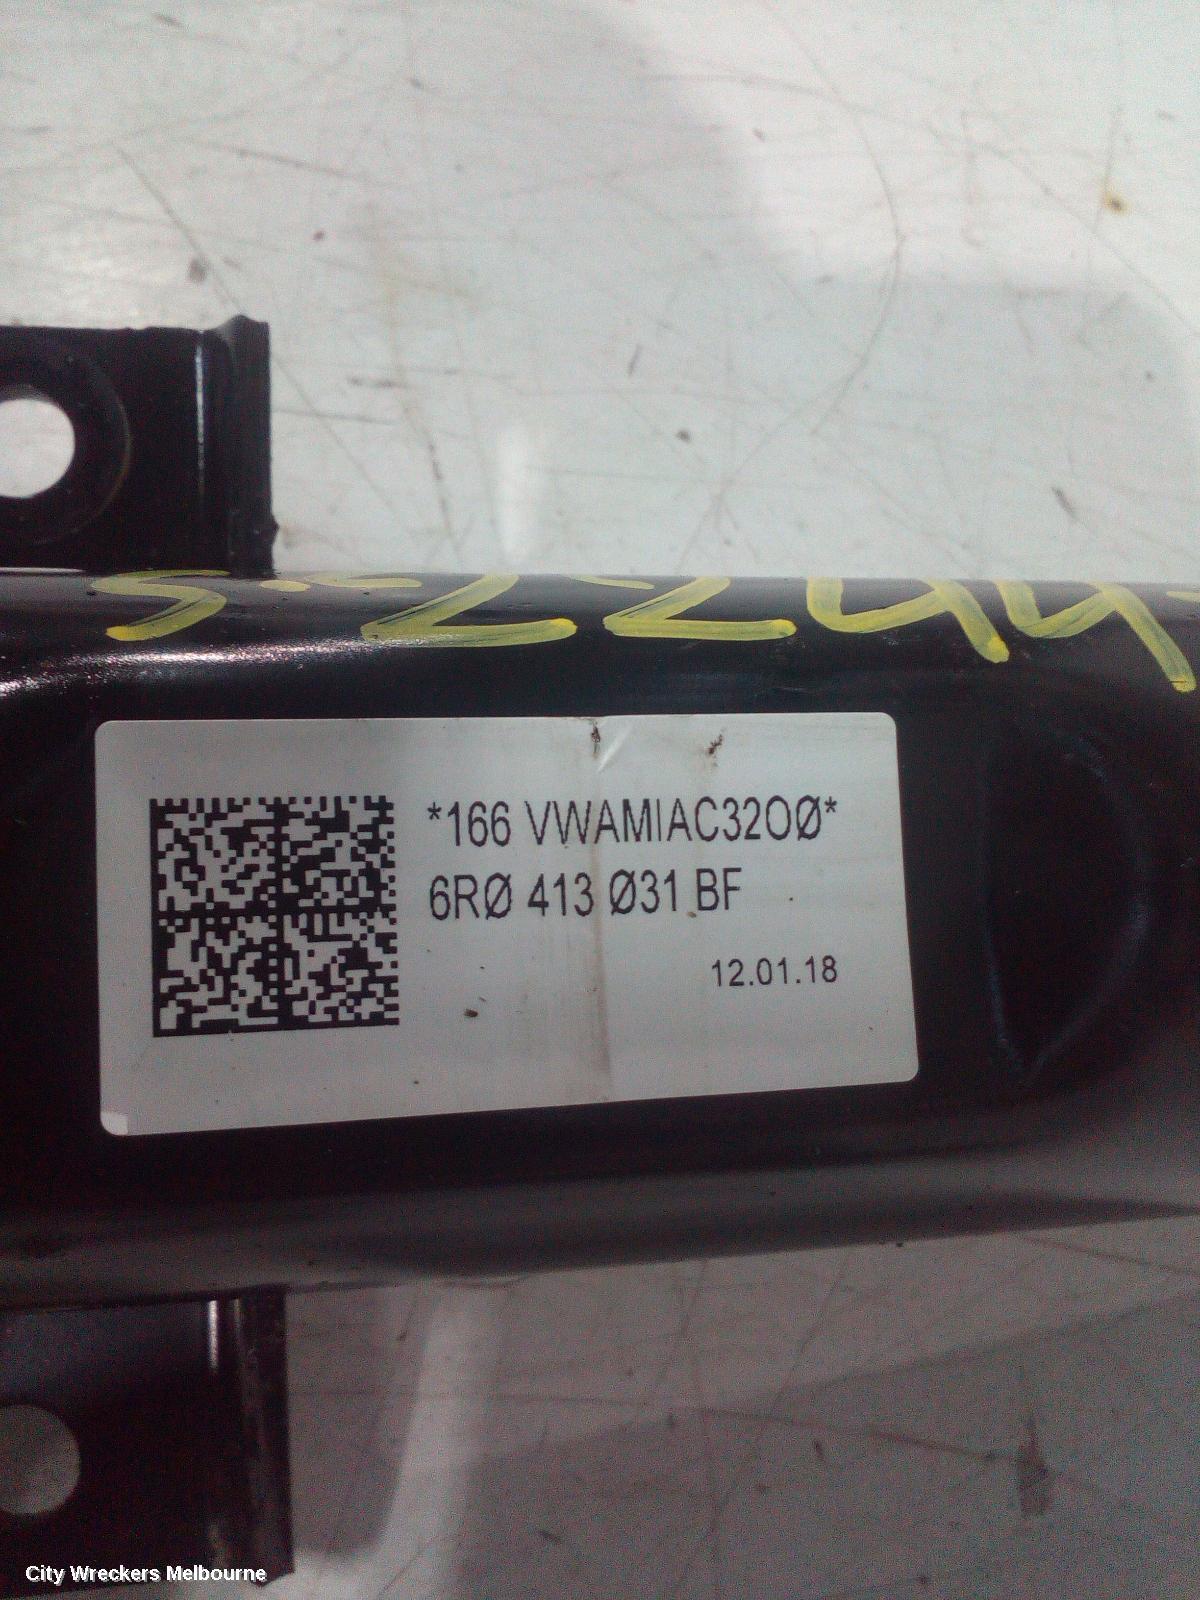 S-2244
*166 VWAMIAC32OØ*
6RØ 413 Ø31 BF
12.01.18
City Wreckers Melbourne